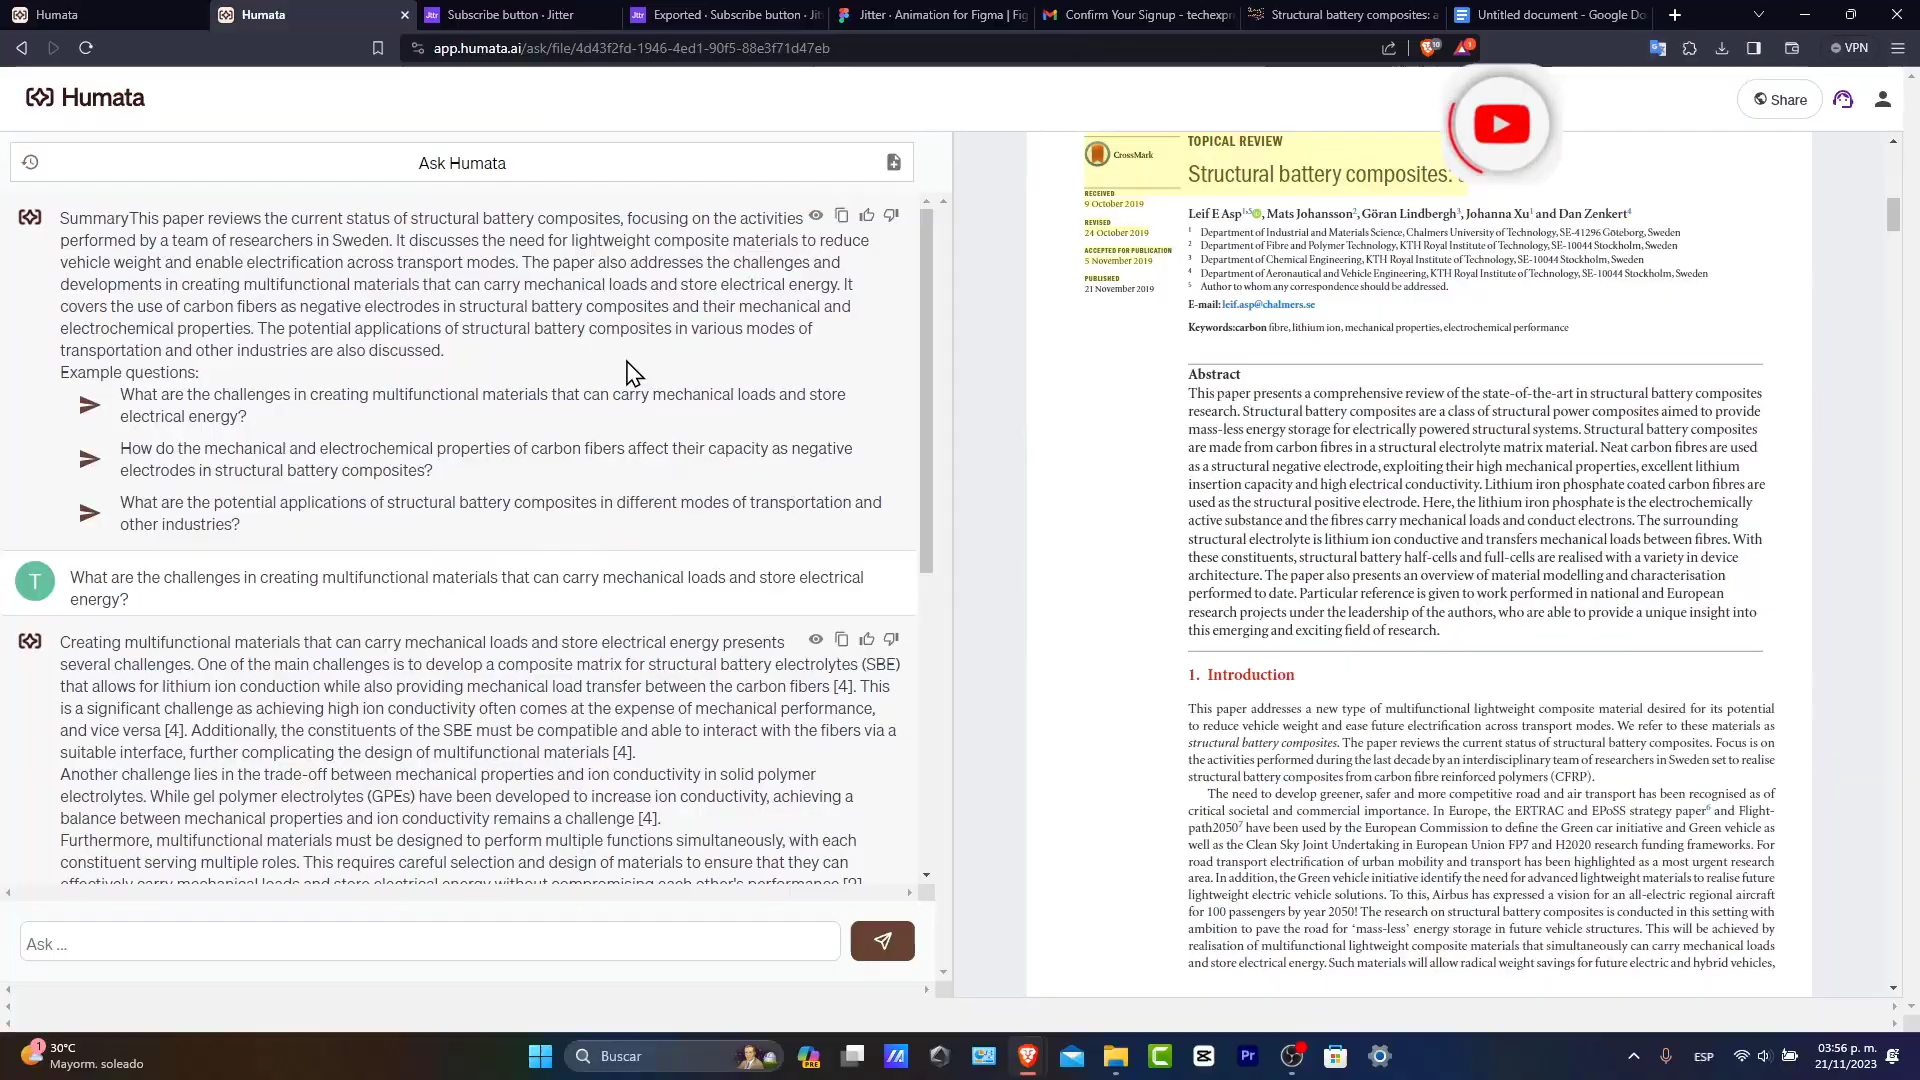 Humata
Humata
Subscribe button · Jitter
Exported · Subscribe button · Jit
Jitter · Animation for Figma | Fig
Confirm Your Signup - techexpr
Structural battery composites: a
Untitled document - Google Do
app.humata.ai/ask/file/4d43f2fd-1946-4ed1-90f5-88e3f71d47eb
10
1
VPN
Humata
Share
Ask Humata
SummaryThis paper reviews the current status of structural battery composites, focusing on the activities
performed by a team of researchers in Sweden. It discusses the need for lightweight composite materials to reduce
vehicle weight and enable electrification across transport modes. The paper also addresses the challenges and
developments in creating multifunctional materials that can carry mechanical loads and store electrical energy. It
covers the use of carbon fibers as negative electrodes in structural battery composites and their mechanical and
electrochemical properties. The potential applications of structural battery composites in various modes of
transportation and other industries are also discussed.
Example questions:
What are the challenges in creating multifunctional materials that can carry mechanical loads and store
electrical energy?
How do the mechanical and electrochemical properties of carbon fibers affect their capacity as negative
electrodes in structural battery composites?
What are the potential applications of structural battery composites in different modes of transportation and
other industries?
T
What are the challenges in creating multifunctional materials that can carry mechanical loads and store electrical
energy?
Creating multifunctional materials that can carry mechanical loads and store electrical energy presents
several challenges. One of the main challenges is to develop a composite matrix for structural battery electrolytes (SBE)
that allows for lithium ion conduction while also providing mechanical load transfer between the carbon fibers [4]. This
is a significant challenge as achieving high ion conductivity often comes at the expense of mechanical performance,
and vice versa [4]. Additionally, the constituents of the SBE must be compatible and able to interact with the fibers via a
suitable interface, further complicating the design of multifunctional materials [4].
Another challenge lies in the trade-off between mechanical properties and ion conductivity in solid polymer
electrolytes. While gel polymer electrolytes (GPEs) have been developed to increase ion conductivity, achieving a
balance between mechanical properties and ion conductivity remains a challenge [4].
Furthermore, multifunctional materials must be designed to perform multiple functions simultaneously, with each
constituent serving multiple roles. This requires careful selection and design of materials to ensure that they can
effectively carry mechanical loads and store electrical energy without compromising each other's performance [2]
Ask ...
CrossMark
RECEIVED
9 October 2019
REVISED
24 October 2019
ACCEPTED FOR PUBLICATION
5 November 2019
PUBLISHED
21 November 2019
TOPICAL REVIEW
Structural battery composites:
Leif E Asp1,5, Mats Johansson2, Göran Lindbergh3, Johanna Xu1 and Dan Zenkert4
1 Department of Industrial and Materials Science, Chalmers University of Technology, SE-41296 Göteborg, Sweden
2 Department of Fibre and Polymer Technology, KTH Royal Institute of Technology, SE-10044 Stockholm, Sweden
3 Department of Chemical Engineering, KTH Royal Institute of Technology, SE-10044 Stockholm, Sweden
4 Department of Aeronautical and Vehicle Engineering, KTH Royal Institute of Technology, SE-10044 Stockholm, Sweden
5 Author to whom any correspondence should be addressed.
E-mail: leif.asp@chalmers.se
Keywords:carbon fibre, lithium ion, mechanical properties, electrochemical performance
Abstract
This paper presents a comprehensive review of the state-of-the-art in structural battery composites
research. Structural battery composites are a class of structural power composites aimed to provide
mass-less energy storage for electrically powered structural systems. Structural battery composites
are made from carbon fibres in a structural electrolyte matrix material. Neat carbon fibres are used
as a structural negative electrode, exploiting their high mechanical properties, excellent lithium
insertion capacity and high electrical conductivity. Lithium iron phosphate coated carbon fibres are
used as the structural positive electrode. Here, the lithium iron phosphate is the electrochemically
active substance and the fibres carry mechanical loads and conduct electrons. The surrounding
structural electrolyte is lithium ion conductive and transfers mechanical loads between fibres. With
these constituents, structural battery half-cells and full-cells are realised with a variety in device
architecture. The paper also presents an overview of material modelling and characterisation
performed to date. Particular reference is given to work performed in national and European
research projects under the leadership of the authors, who are able to provide a unique insight into
this emerging and exciting field of research.
1. Introduction
This paper addresses a new type of multifunctional lightweight composite material desired for its potential
to reduce vehicle weight and ease future electrification across transport modes. We refer to these materials as
structural battery composites. The paper reviews the current status of structural battery composites. Focus is on
the activities performed during the last decade by an interdisciplinary team of researchers in Sweden set to realise
structural battery composites from carbon fibre reinforced polymers (CFRP).
The need to develop greener, safer and more competitive road and air transport has been recognised as of
critical societal and commercial importance. In Europe, the ERTRAC and EPoSS strategy paper6 and Flight-
path20507 have been used by the European Commission to define the Green car initiative and Green vehicle as
well as the Clean Sky Joint Undertaking in European Union FP7 and H2020 research funding frameworks. For
road transport electrification of urban mobility and transport has been highlighted as a most urgent research
area. In addition, the Green vehicle initiative identify the need for advanced lightweight materials to realise future
lightweight electric vehicle solutions. To this, Airbus has expressed a vision for an all-electric regional aircraft
for 100 passengers by year 2050! The research on structural battery composites is conducted in this setting with
ambition to pave the road for ‘mass-less’ energy storage in future vehicle structures. This will be achieved by
realisation of multifunctional lightweight composite materials that simultaneously can carry mechanical loads
and store electrical energy. Such materials will allow radical weight savings for future electric and hybrid vehicles,
1
30°C
Mayorm. soleado
Buscar
PRE
Pr
ESP
03:56 p. m.
21/11/2023